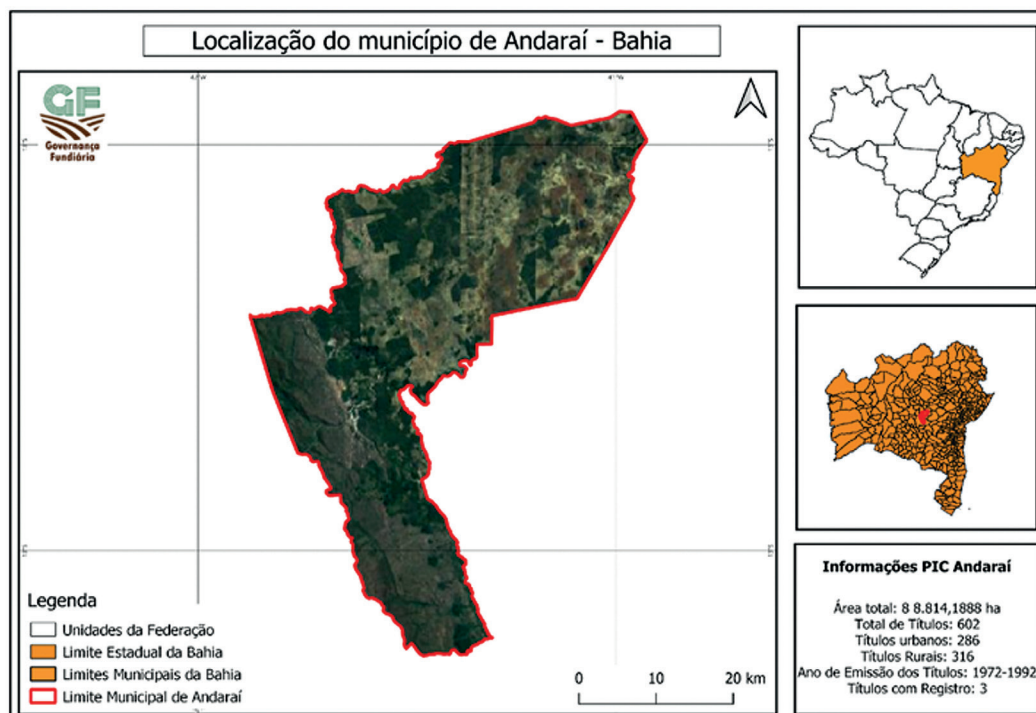 Localização do município de Andaraí - Bahia
GF
Governança
Fundiária
Legenda
Unidades da Federação
Limite Estadual da Bahia
Limites Municipais da Bahia
Limite Municipal de Andaraí
0 10 20 km
Informações PIC Andaraí
Área total: 8 8.814,1888 ha
Total de Títulos: 602
Títulos urbanos: 286
Títulos Rurais: 316
Ano de Emissão dos Títulos: 1972-1992
Títulos com Registro: 3